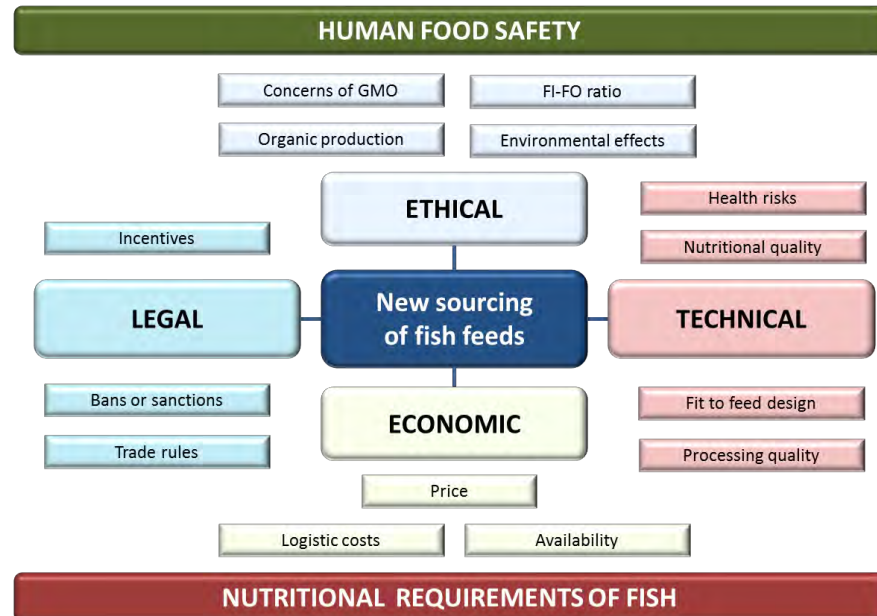 HUMAN FOOD SAFETY
Concerns of GMO
FI-FO ratio
Organic production
Environmental effects
ETHICAL
Health risks
Incentives
Nutritional quality
LEGAL
New sourcing
of fish feeds
TECHNICAL
Bans or sanctions
Fit to feed design
ECONOMIC
Trade rules
Processing quality
Price
Logistic costs
Availability
NUTRITIONAL REQUIREMENTS OF FISH